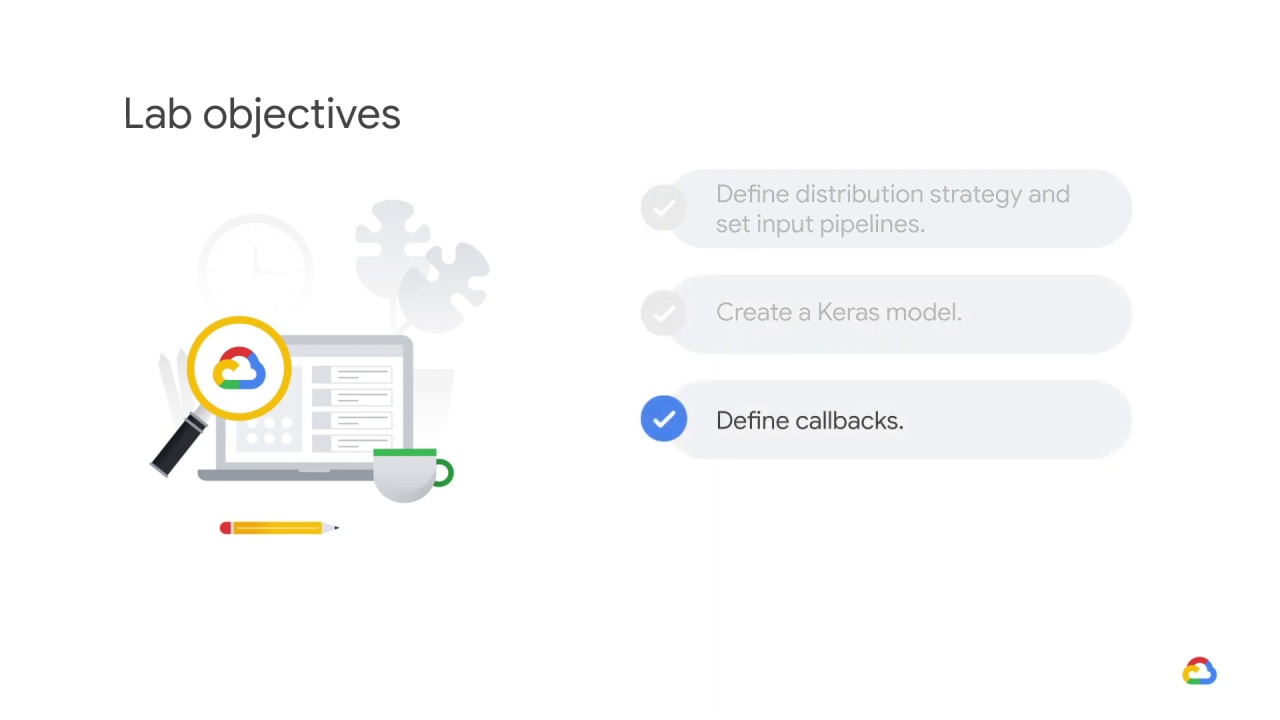 Lab objectives
Define distribution strategy and
set input pipelines.
Create a Keras model.
Define callbacks.